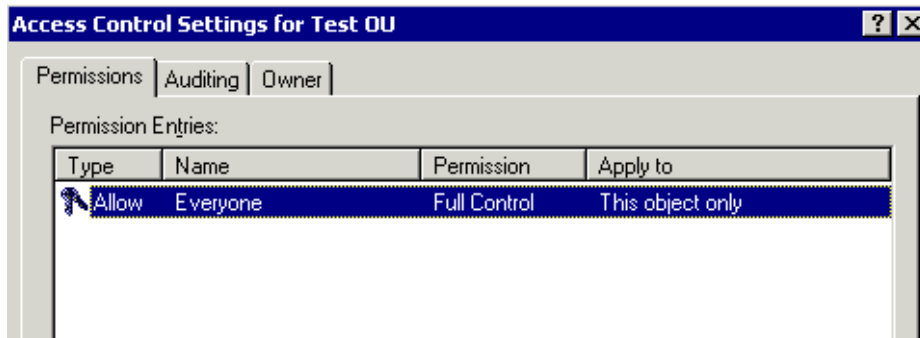 Access Control Settings for Test OU ? X
Permissions Auditing Owner
Permission Entries:
Type Name Permission Apply to
Allow Everyone Full Control This object only